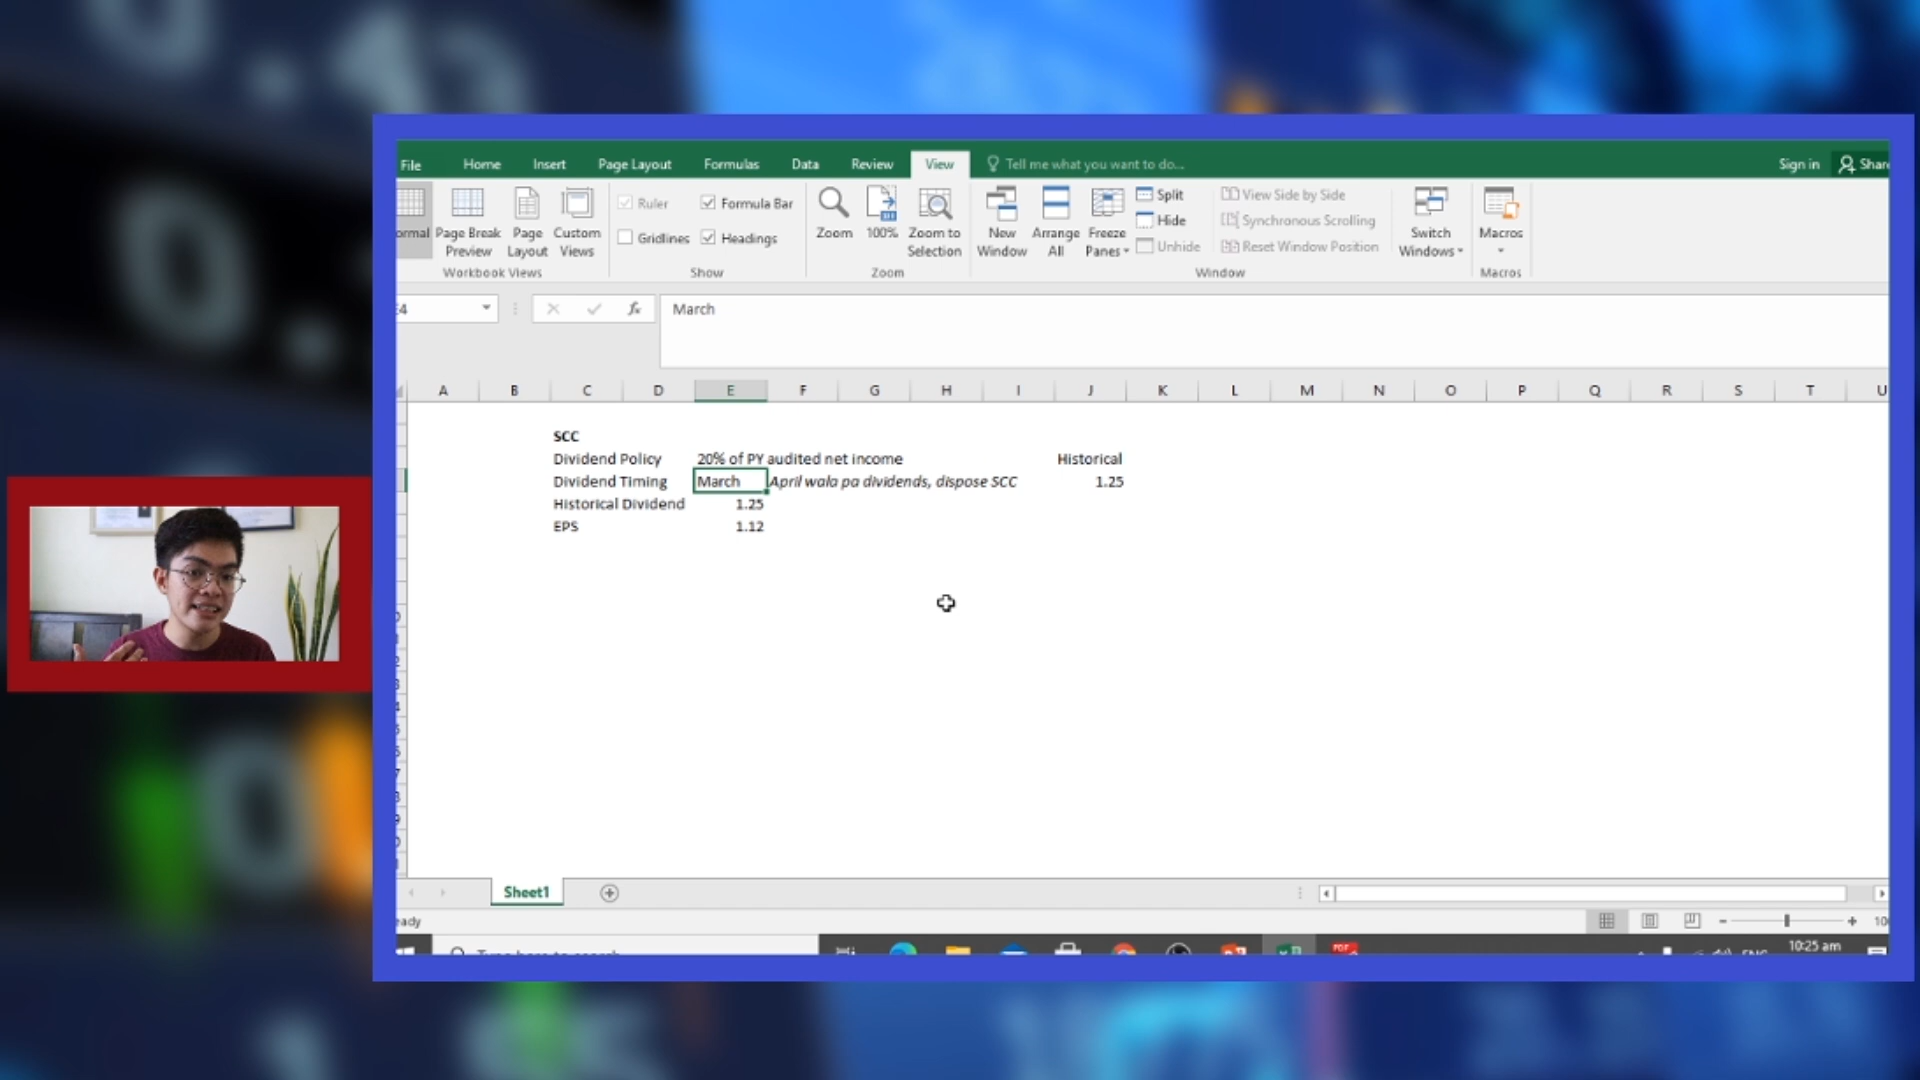 File Home Insert Page Layout Formulas Data Review View Tell me what you want to do... Sign in Share
Ruler Formula Bar Split View Side by Side
Page Break Page Custom Zoom 100% Zoom to New Arrange Freeze Hide Synchronous Scrolling Switch Macros
Gridlines Headings
Preview Layout Views Selection Window All Panes Unhide Reset Window Position Windows
Workbook Views Show Zoom Window Macros
fx March
A B C D E F G H I J K L M N O P Q R S T U
SCC
Dividend Policy 20% of PY audited net income Historical
Dividend Timing March April wala pa dividends, dispose SCC 1.25
Historical Dividend 1.25
EPS 1.12
Sheet1
10:25 am